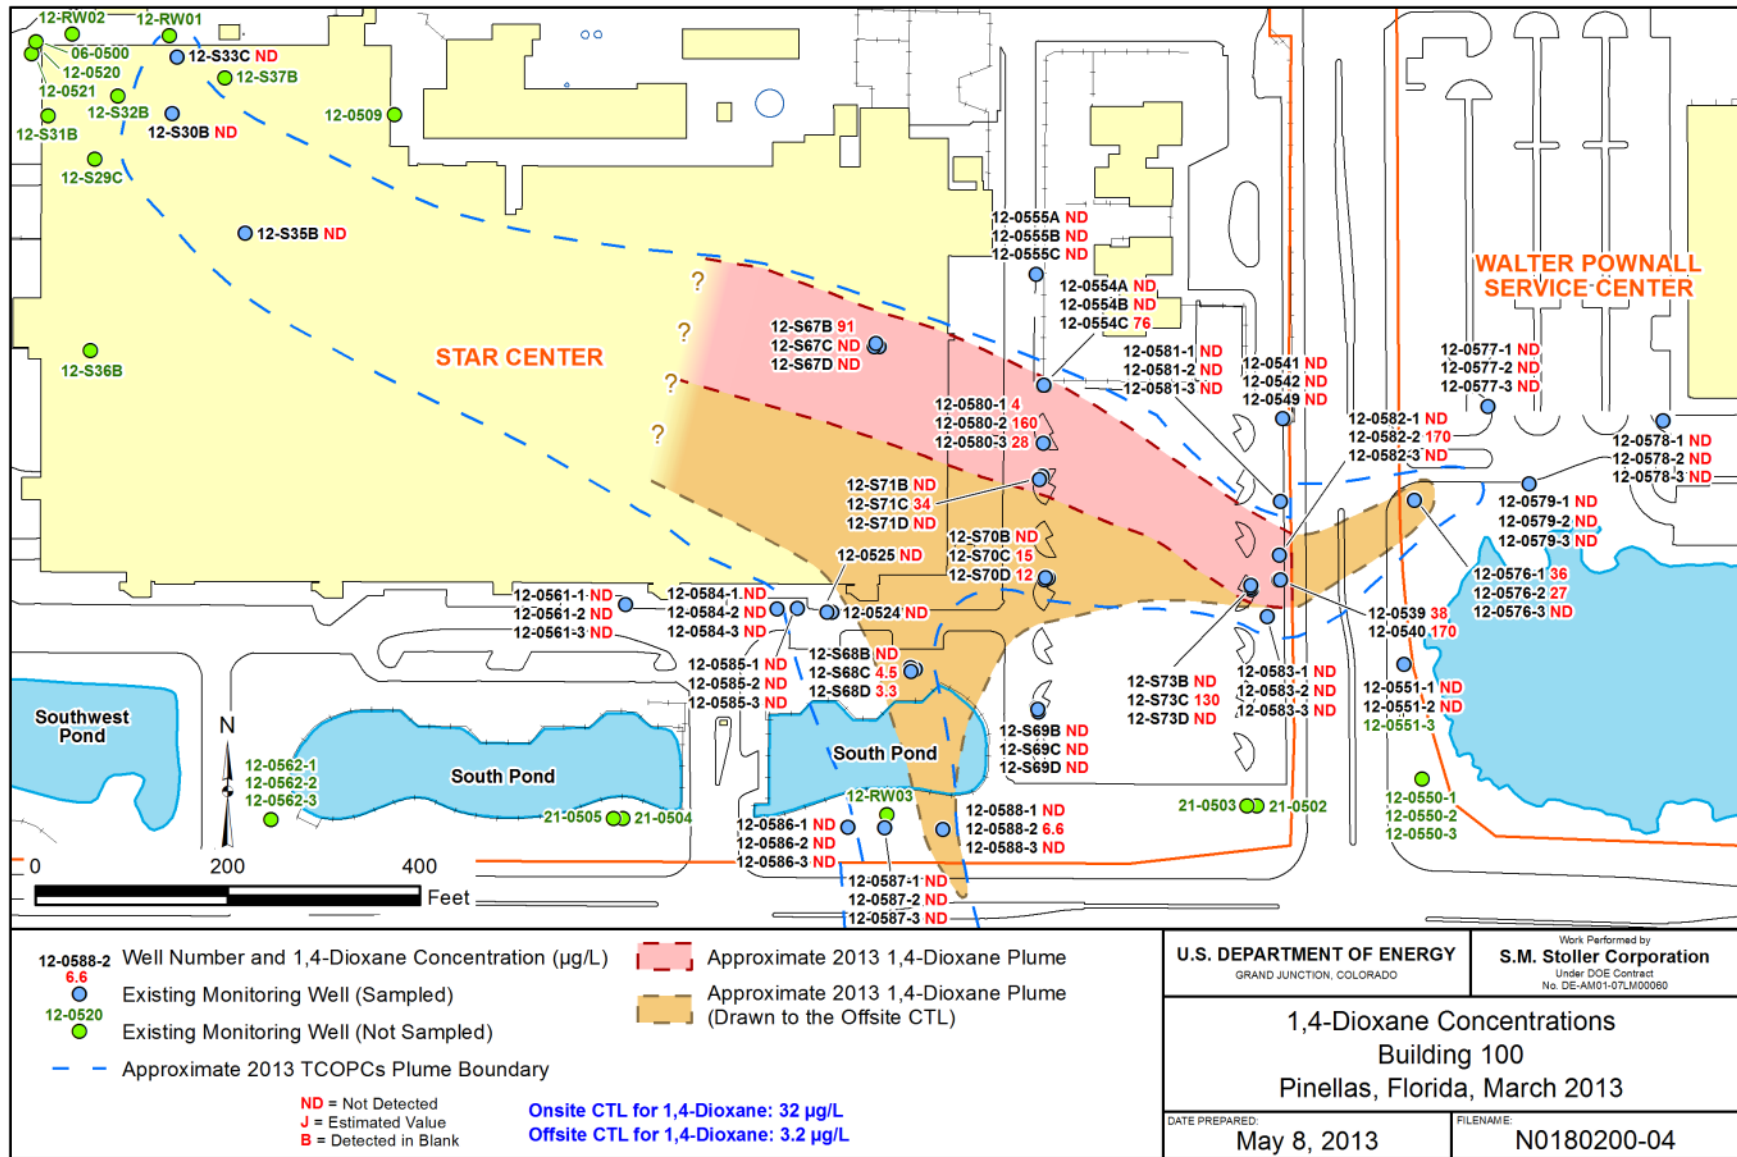 12-RW02
12-RW01
06-0500
12-0520
12-0521
12-S33C ND
12-S37B
12-S32B
12-S31B
12-S30B ND
12-0509
12-S29C
12-S35B ND
12-S36B
STAR CENTER
?
?
?
?
12-0555A ND
12-0555B ND
12-0555C ND
12-0554A ND
12-0554B ND
12-0554C 76
WALTER POWNALL
SERVICE CENTER
12-S67B 91
12-S67C ND
12-S67D ND
12-0581-1 ND
12-0581-2 ND
12-0581-3 ND
12-0541 ND
12-0542 ND
12-0549 ND
12-0577-1 ND
12-0577-2 ND
12-0577-3 ND
12-0580-1 4
12-0580-2 160
12-0580-3 28
12-0582-1 ND
12-0582-2 170
12-0582-3 ND
12-0578-1 ND
12-0578-2 ND
12-0578-3 ND
12-S71B ND
12-S71C 34
12-S71D ND
12-0579-1 ND
12-0579-2 ND
12-0579-3 ND
12-S70B ND
12-S70C 15
12-S70D 12
12-0525 ND
12-0524 ND
12-0576-1 36
12-0576-2 27
12-0576-3 ND
12-0561-1 ND
12-0561-2 ND
12-0561-3 ND
12-0584-1 ND
12-0584-2 ND
12-0584-3 ND
12-0539 38
12-0540 170
12-0585-1 ND
12-0585-2 ND
12-0585-3 ND
12-S68B ND
12-S68C 4.5
12-S68D 3.3
12-S73B ND
12-S73C 130
12-S73D ND
12-0583-1 ND
12-0583-2 ND
12-0583-3 ND
12-0551-1 ND
12-0551-2 ND
12-0551-3
12-S69B ND
12-S69C ND
12-S69D ND
Southwest
Pond
N
South Pond
South Pond
12-0562-1
12-0562-2
12-0562-3
21-0505
21-0504
12-RW03
12-0586-1 ND
12-0586-2 ND
12-0586-3 ND
12-0588-1 ND
12-0588-2 6.6
12-0588-3 ND
21-0503
21-0502
12-0550-1
12-0550-2
12-0550-3
12-0587-1 ND
12-0587-2 ND
12-0587-3 ND
0 200 400
Feet
12-0588-2
6.6
Well Number and 1,4-Dioxane Concentration (µg/L)
Existing Monitoring Well (Sampled)
12-0520
Existing Monitoring Well (Not Sampled)
Approximate 2013 TCOPCs Plume Boundary
ND = Not Detected
J = Estimated Value
B = Detected in Blank
Approximate 2013 1,4-Dioxane Plume
Approximate 2013 1,4-Dioxane Plume
(Drawn to the Offsite CTL)
Onsite CTL for 1,4-Dioxane: 32 µg/L
Offsite CTL for 1,4-Dioxane: 3.2 µg/L
U.S. DEPARTMENT OF ENERGY
GRAND JUNCTION, COLORADO
Work Performed by
S.M. Stoller Corporation
Under DOE Contract
No. DE-AM01-07LM00060
1,4-Dioxane Concentrations
Building 100
Pinellas, Florida, March 2013
DATE PREPARED:
May 8, 2013
FILENAME:
N0180200-04